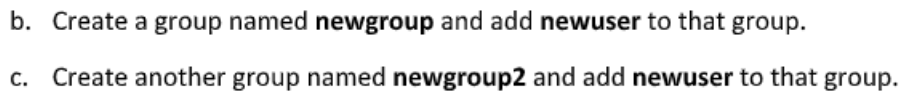 b. Create a group named newgroup and add newuser to that group.
c. Create another group named newgroup2 and add newuser to that group.